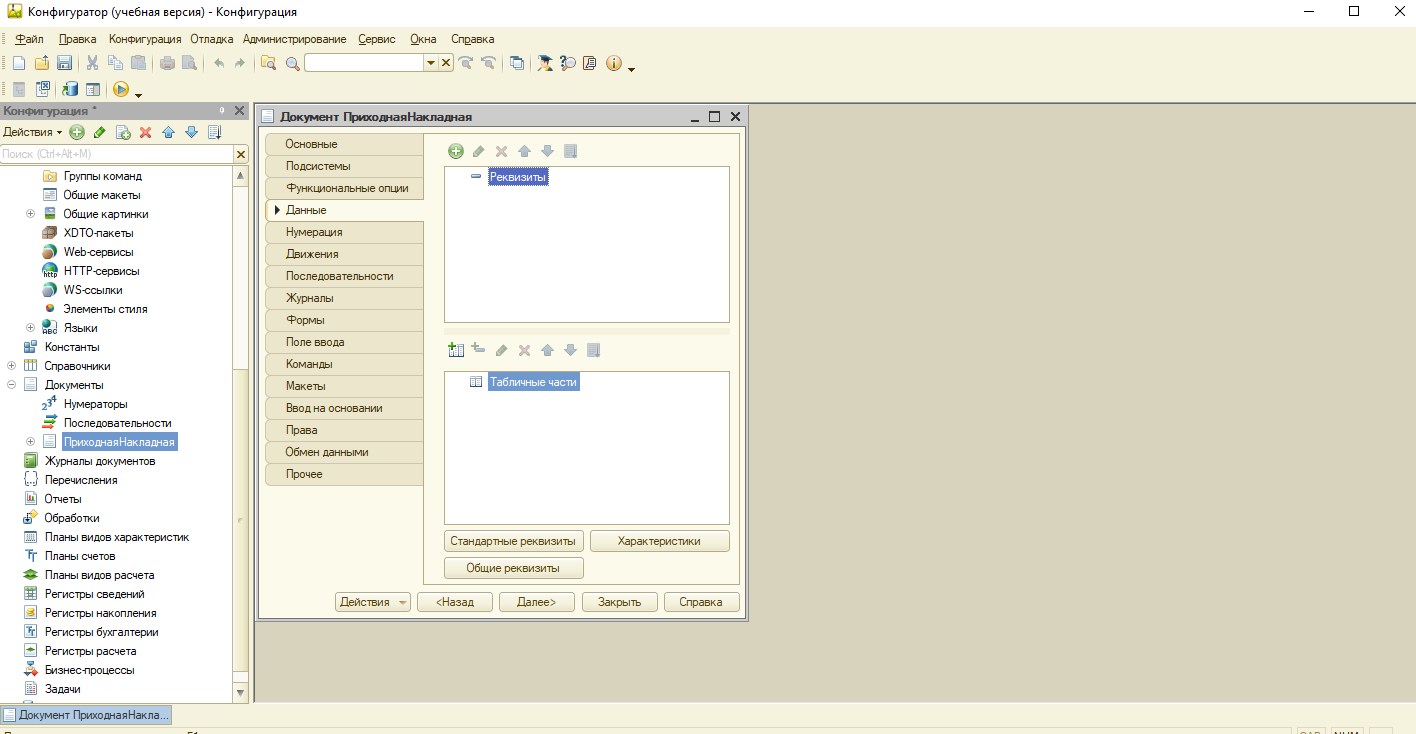 Конфигуратор (учебная версия) - Конфигурация
Файл Правка Конфигурация Отладка Администрирование Сервис Окна Справка
Конфигурация *
Действия
Поиск (Ctrl+Alt+M)
Группы команд
Общие макеты
Общие картинки
XDTO-пакеты
Web-сервисы
http
HTTP-сервисы
WS-ссылки
Элементы стиля
ABC
Языки
Константы
Справочники
Документы
Нумераторы
Последовательности
ПриходнаяНакладная
Журналы документов
Перечисления
Отчеты
Обработки
Планы видов характеристик
Планы счетов
Планы видов расчета
Регистры сведений
Регистры накопления
Регистры бухгалтерии
Регистры расчета
Бизнес-процессы
Задачи
Документ ПриходнаяНакладная
Основные
Подсистемы
Функциональные опции
Данные
Нумерация
Движения
Последовательности
Журналы
Формы
Поле ввода
Команды
Макеты
Ввод на основании
Права
Обмен данными
Прочее
Реквизиты
Табличные части
Стандартные реквизиты Характеристики
Общие реквизиты
Действия <Назад Далее> Закрыть Справка
Документ ПриходнаяНакла...
CAP NUM